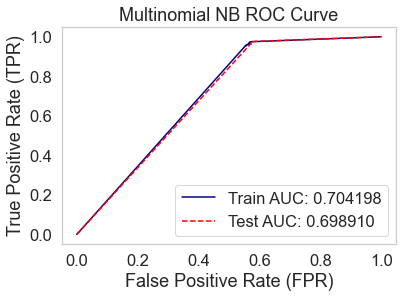 Multinomial NB ROC Curve
True Positive Rate (TPR)
1.0
0.8
0.6
0.4
0.2
0.0
Train AUC: 0.704198
Test AUC: 0.698910
0.0 0.2 0.4 0.6 0.8 1.0
False Positive Rate (FPR)